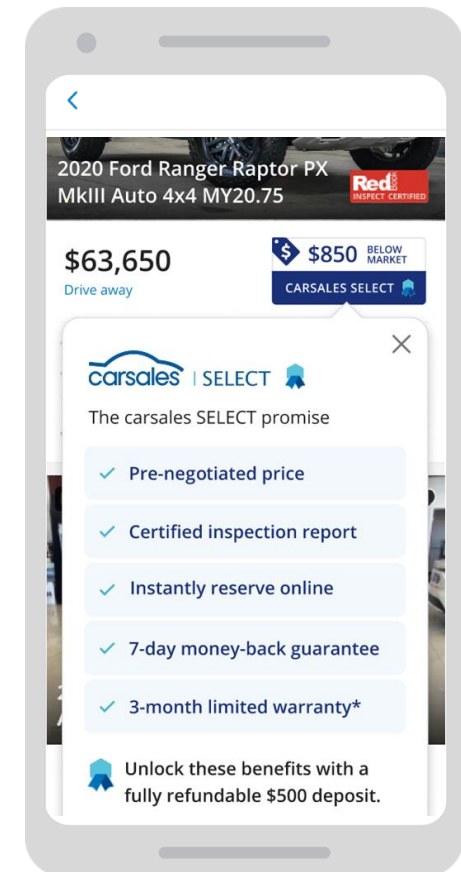 2020 Ford Ranger Raptor PX
MkIII Auto 4x4 MY20.75
Red
book
INSPECT CERTIFIED
$63,650
Drive away
$
$850 BELOW
MARKET
CARSALES SELECT
carsales | SELECT
The carsales SELECT promise
Pre-negotiated price
Certified inspection report
Instantly reserve online
7-day money-back guarantee
3-month limited warranty*
Unlock these benefits with a
fully refundable $500 deposit.